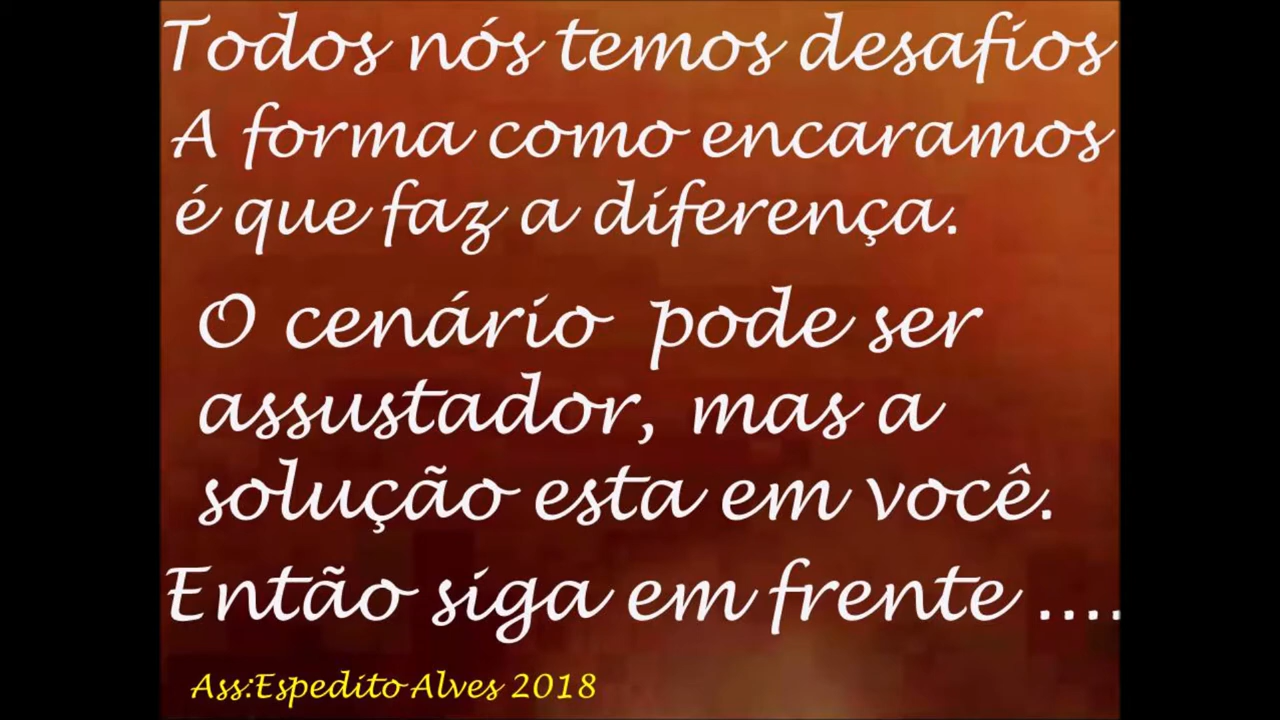 Todos nós temos desafios
A forma como encaramos
é que faz a diferença.
O cenário pode ser
assustador, mas a
solução esta em você.
Então siga em frente ....
Ass:Espedito Alves 2018